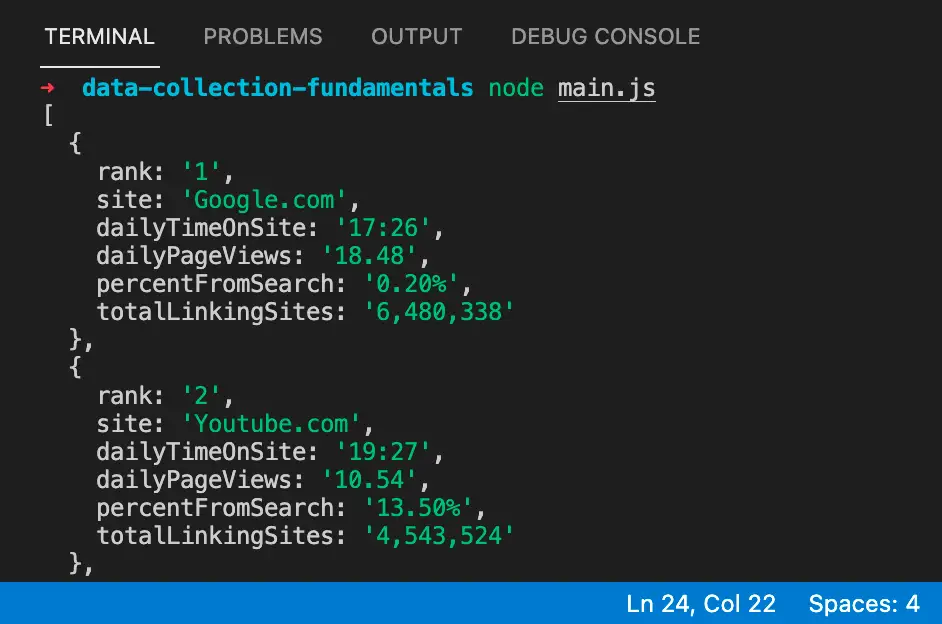 TERMINAL PROBLEMS OUTPUT DEBUG CONSOLE
→ data-collection-fundamentals node main.js
[
  {
    rank: '1',
    site: 'Google.com',
    dailyTimeOnSite: '17:26',
    dailyPageViews: '18.48',
    percentFromSearch: '0.20%',
    totalLinkingSites: '6,480,338'
  },
  {
    rank: '2',
    site: 'Youtube.com',
    dailyTimeOnSite: '19:27',
    dailyPageViews: '10.54',
    percentFromSearch: '13.50%',
    totalLinkingSites: '4,543,524'
  },
Ln 24, Col 22 Spaces: 4